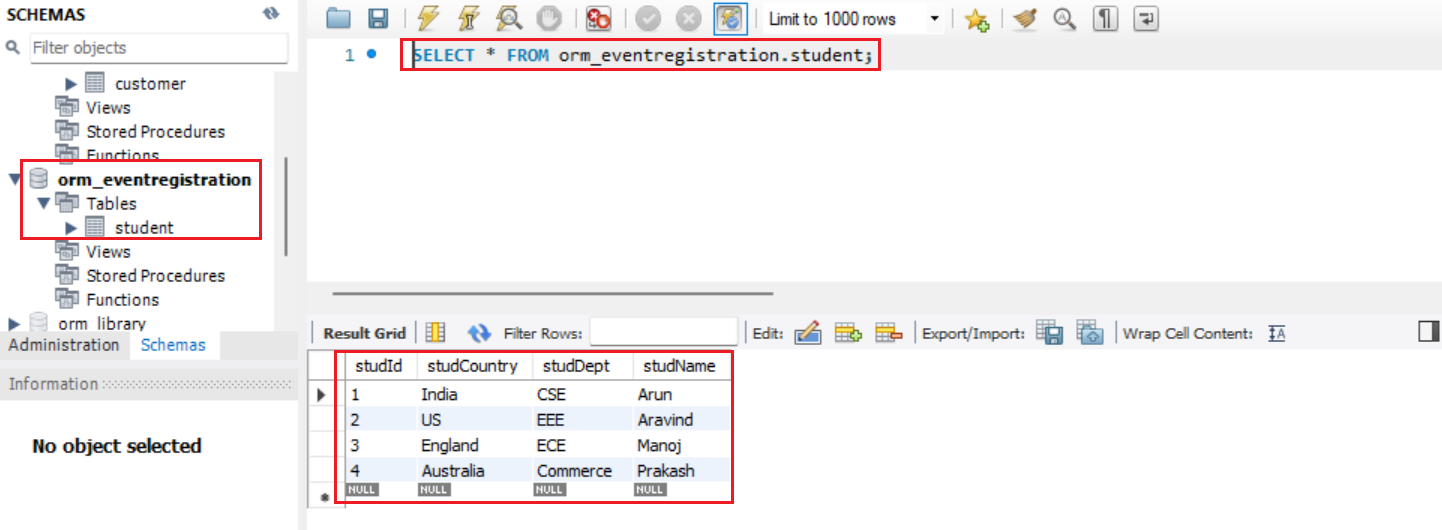 SCHEMAS
Filter objects
customer
Views
Stored Procedures
Functions
orm_eventregistration
Tables
student
Views
Stored Procedures
Functions
orm_library
Administration Schemas
Information
No object selected
Limit to 1000 rows
1 SELECT * FROM orm_eventregistration.student;
Result Grid Filter Rows: Edit: Export/Import: Wrap Cell Content: IA
studId studCountry studDept studName
1 India CSE Arun
2 US EEE Aravind
3 England ECE Manoj
4 Australia Commerce Prakash
NULL NULL NULL NULL